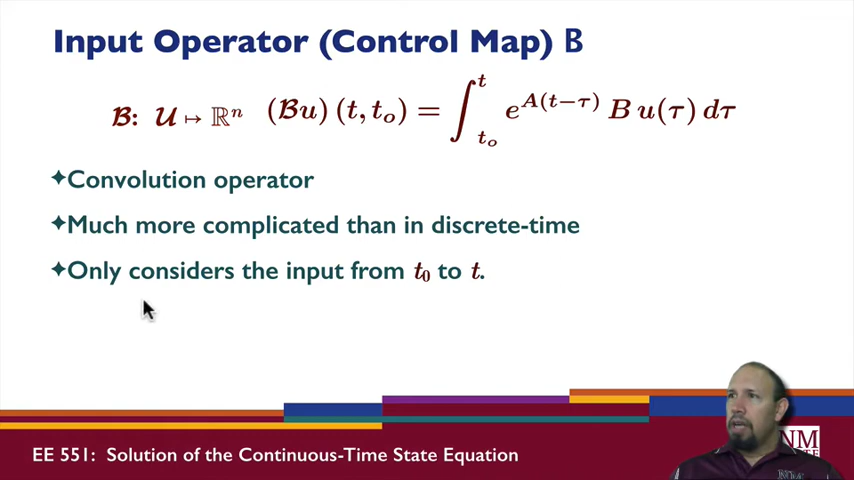 Input Operator (Control Map) B
ℬ: 𝒰 ↦ ℝⁿ (ℬu) (t, tₒ) = ∫_{tₒ}^{t} e^{A(t−τ)} B u(τ) dτ
✦Convolution operator
✦Much more complicated than in discrete-time
✦Only considers the input from t₀ to t.
EE 551: Solution of the Continuous-Time State Equation
NM